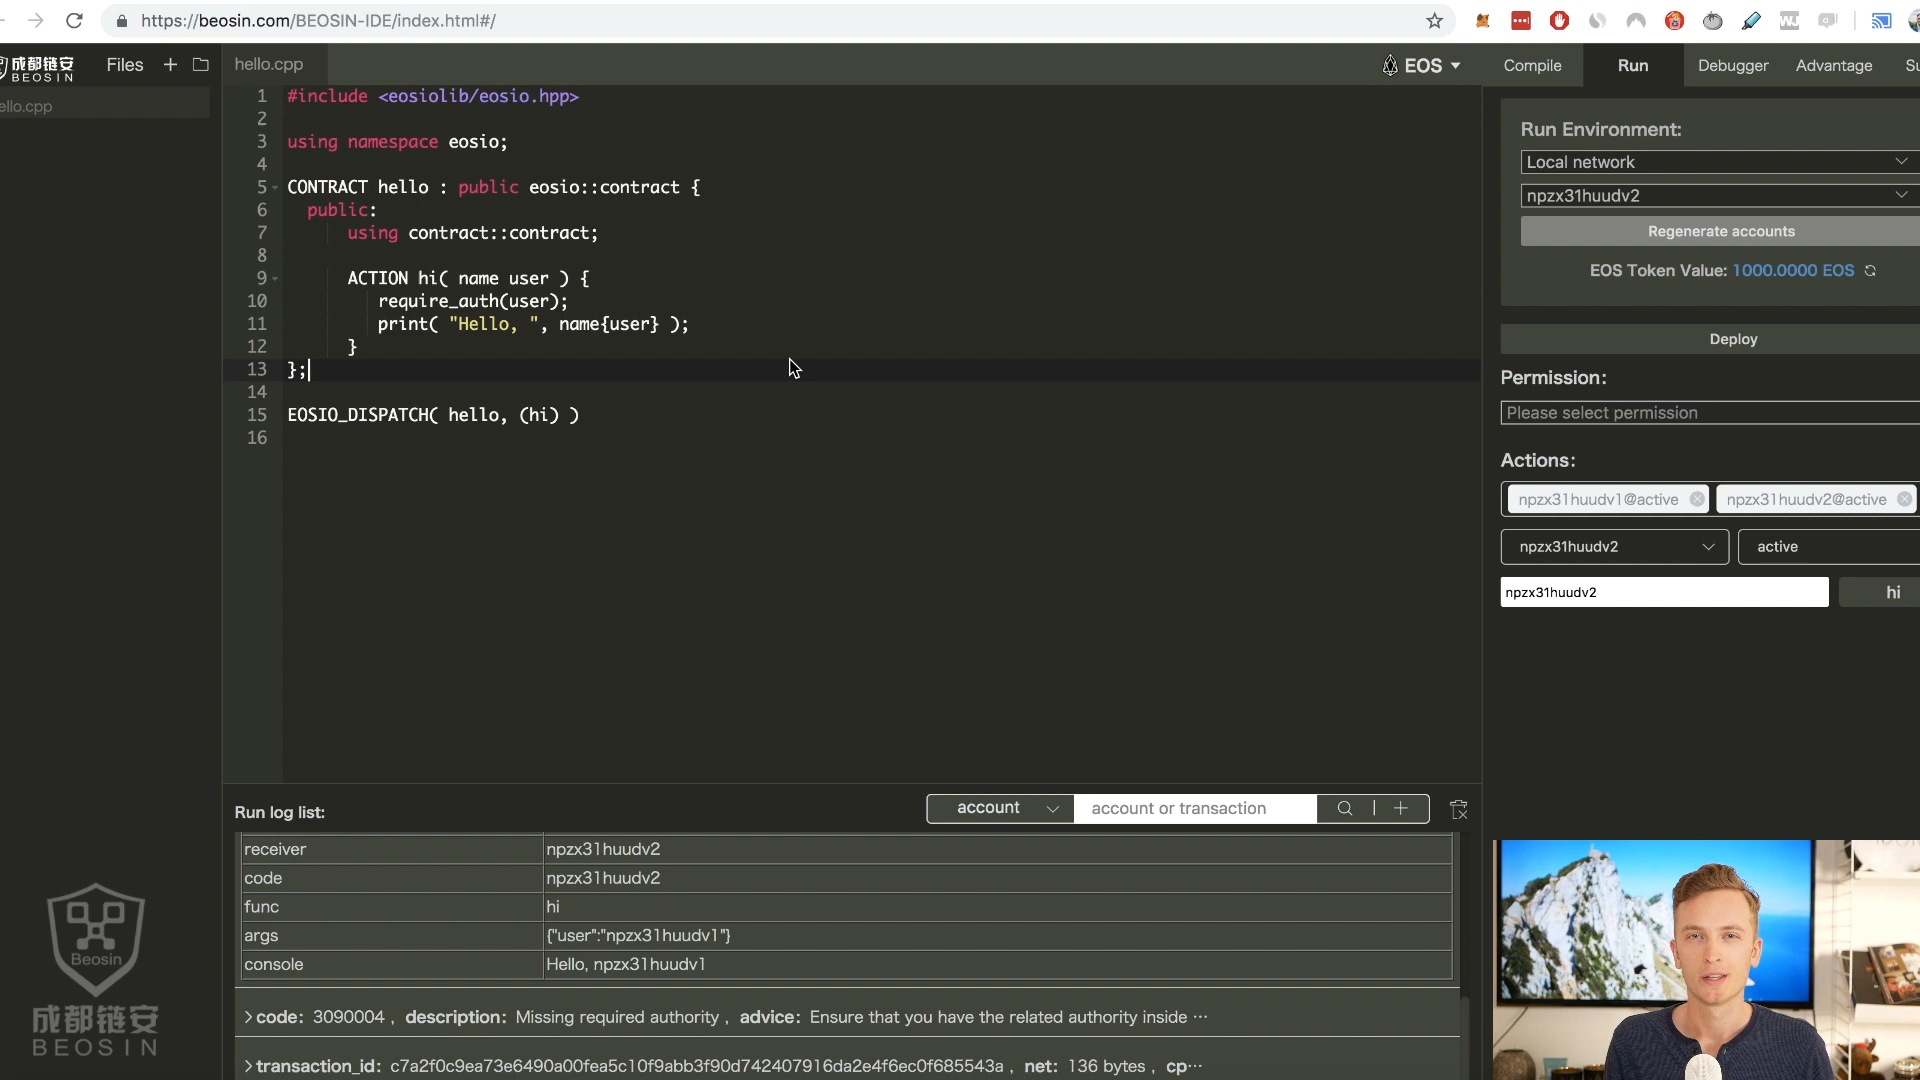 https://beosin.com/BEOSIN-IDE/index.html#/
成都链安
BEOSIN
Files
hello.cpp
EOS
Compile
Run
Debugger
Advantage
Su
ello.cpp
1 #include <eosiolib/eosio.hpp>
2
3 using namespace eosio;
4
5 CONTRACT hello : public eosio::contract {
6 public:
7 using contract::contract;
8
9 ACTION hi( name user ) {
10 require_auth(user);
11 print( "Hello, ", name{user} );
12 }
13 };
14
15 EOSIO_DISPATCH( hello, (hi) )
16
Run Environment:
Local network
npzx31huudv2
Regenerate accounts
EOS Token Value: 1000.0000 EOS
Deploy
Permission:
Please select permission
Actions:
npzx31huudv1@active
npzx31huudv2@active
npzx31huudv2
active
npzx31huudv2
hi
Run log list:
account
account or transaction
receiver npzx31huudv2
code npzx31huudv2
func hi
args {"user":"npzx31huudv1"}
console Hello, npzx31huudv1
>code: 3090004 , description: Missing required authority , advice: Ensure that you have the related authority inside ···
>transaction_id: c7a2f0c9ea73e6490a00fea5c10f9abb3f90d742407916da2e4f6ec0f685543a , net: 136 bytes , cp···
Beosin
成都链安
BEOSIN